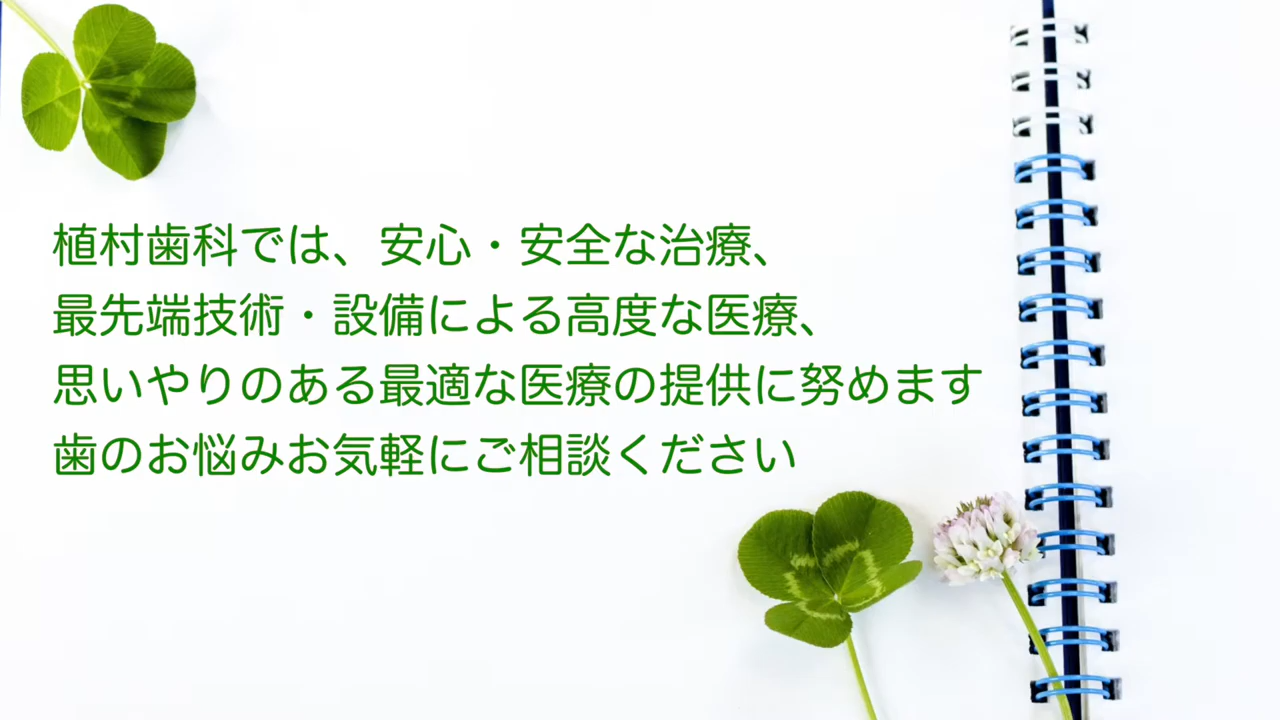 植村歯科では、安心・安全な治療、
最先端技術・設備による高度な医療、
思いやりのある最適な医療の提供に努めます
歯のお悩みお気軽にご相談ください